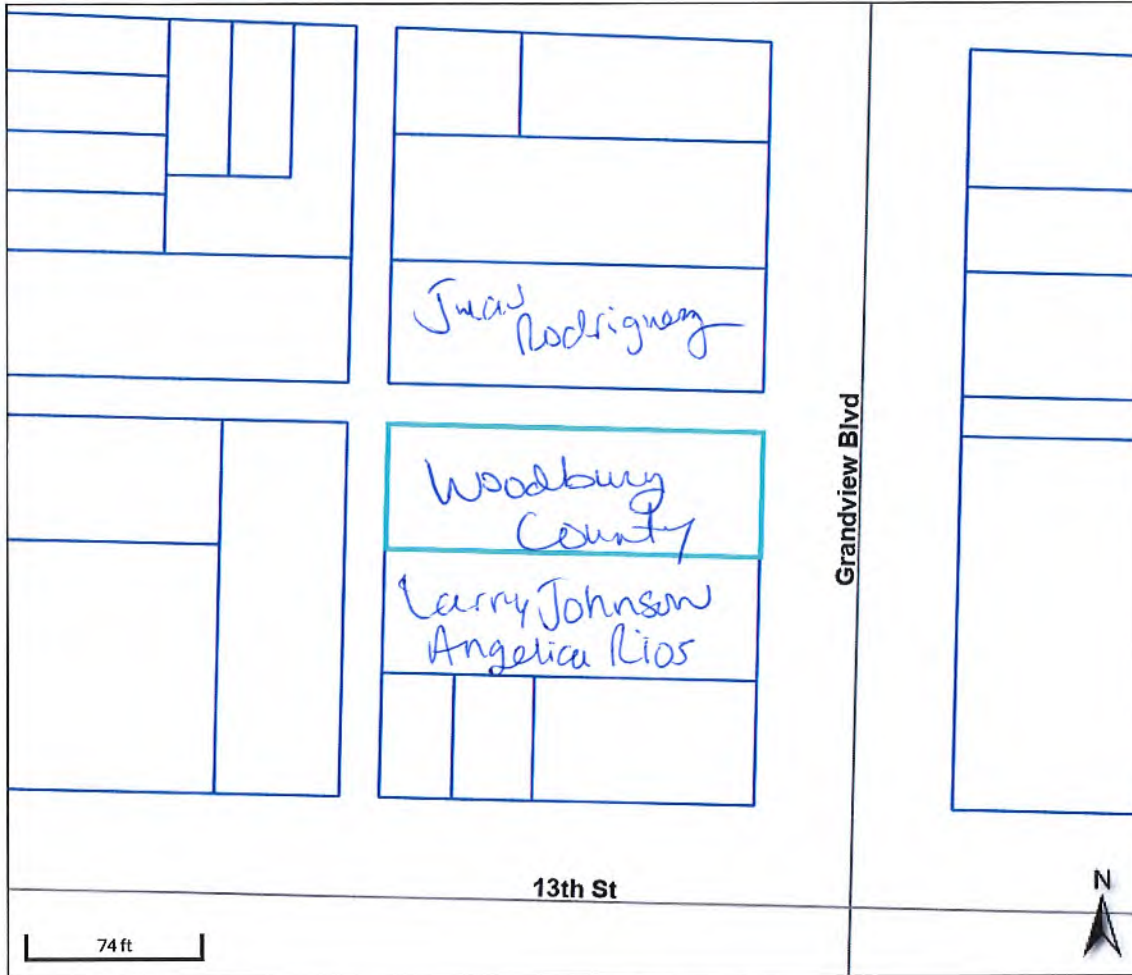 Juan
Rodriguez
Woodbury
County
Larry Johnson
Angelica Rios
Grandview Blvd
13th St
N
74 ft